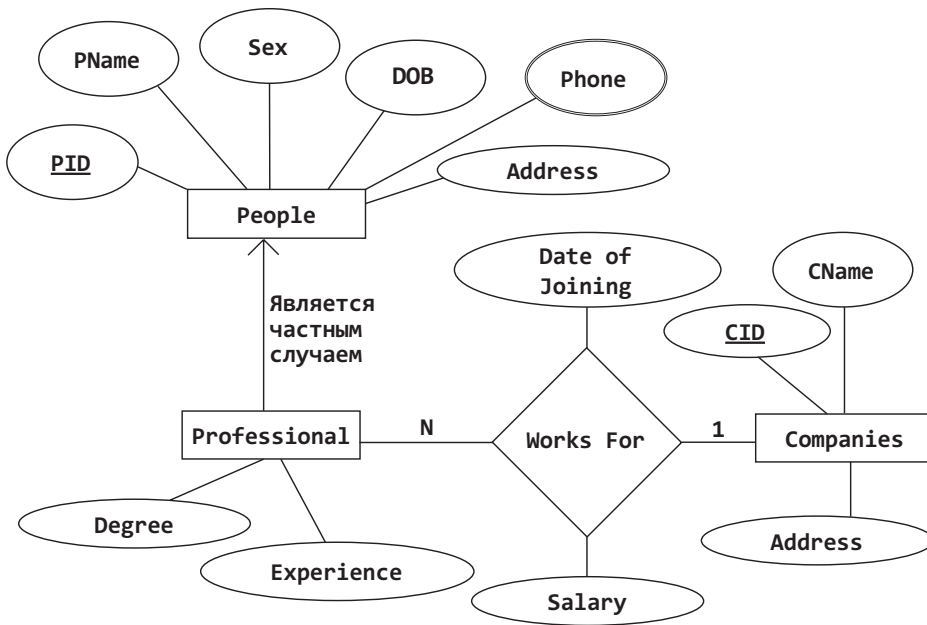 Sex
PName
DOB
Phone
PID
Address
People
Date of
Joining
CName
Является
частным
случаем
CID
Professional
N
Works For
1
Companies
Degree
Address
Experience
Salary